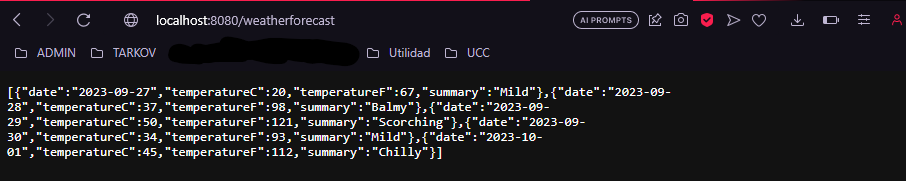 localhost:8080/weatherforecast
AI PROMPTS
ADMIN TARKOV Utilidad UCC
[{"date":"2023-09-27","temperatureC":20,"temperatureF":67,"summary":"Mild"},{"date":"2023-09-
28","temperatureC":37,"temperatureF":98,"summary":"Balmy"},{"date":"2023-09-
29","temperatureC":50,"temperatureF":121,"summary":"Scorching"},{"date":"2023-09-
30","temperatureC":34,"temperatureF":93,"summary":"Mild"},{"date":"2023-10-
01","temperatureC":45,"temperatureF":112,"summary":"Chilly"}]